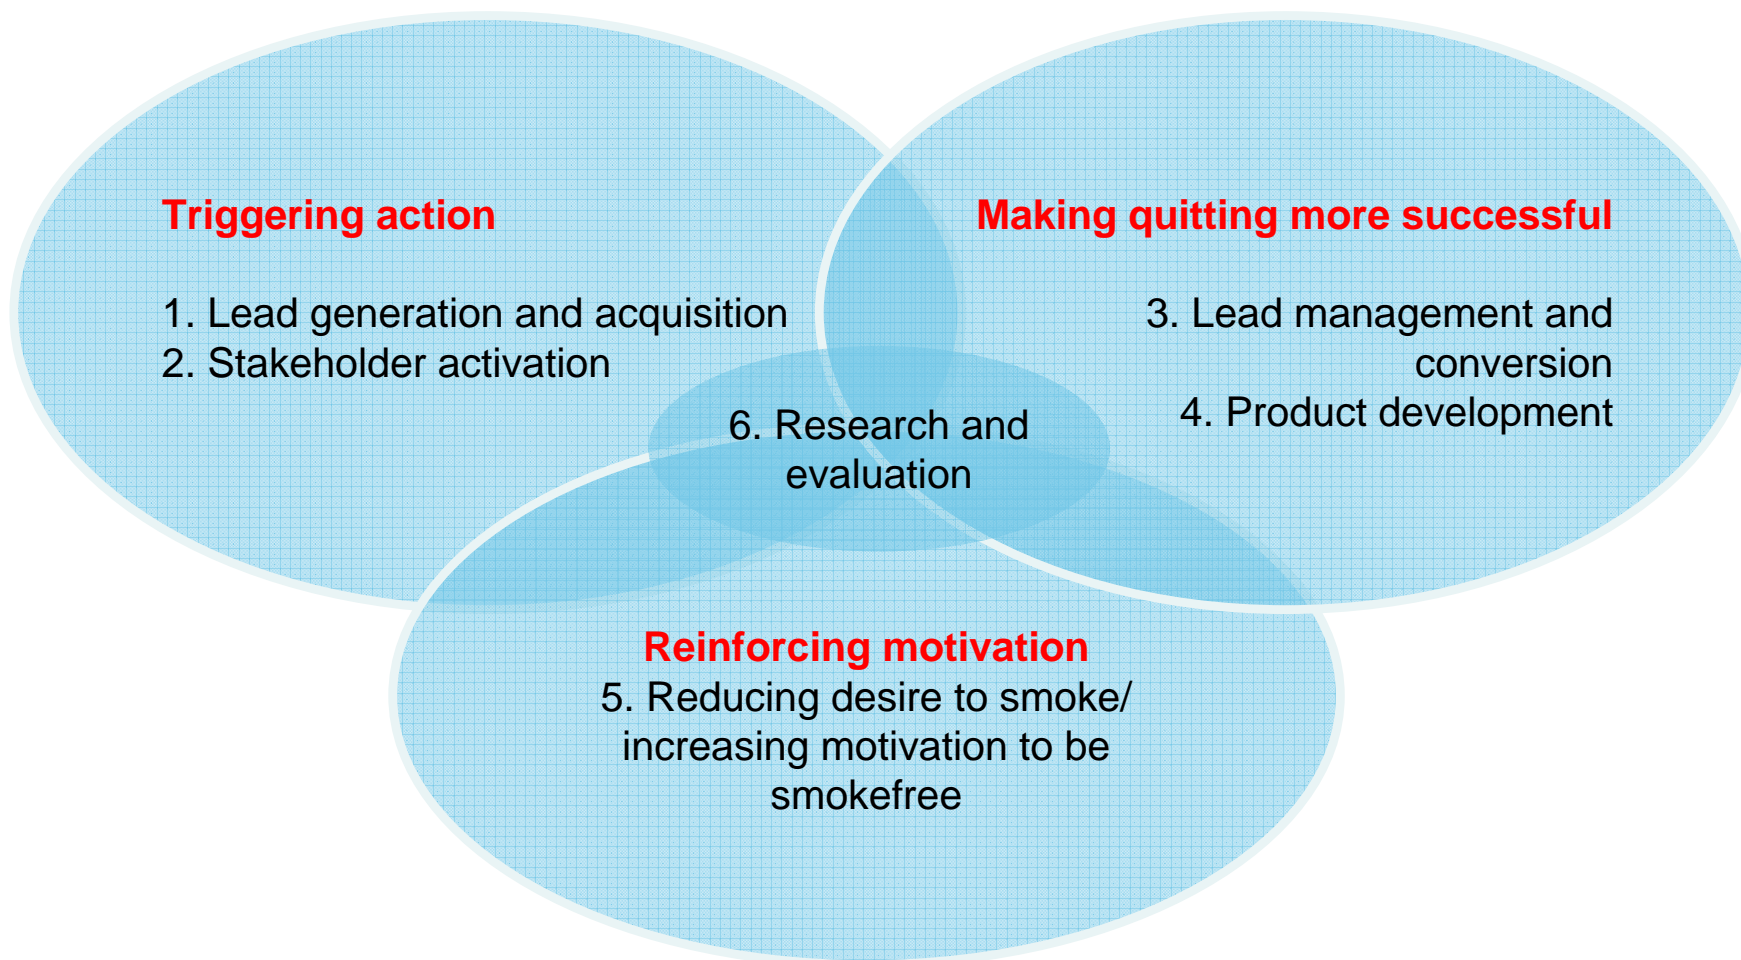 Triggering action
1. Lead generation and acquisition
2. Stakeholder activation
Making quitting more successful
3. Lead management and
conversion
4. Product development
6. Research and
evaluation
Reinforcing motivation
5. Reducing desire to smoke/
increasing motivation to be
smokefree